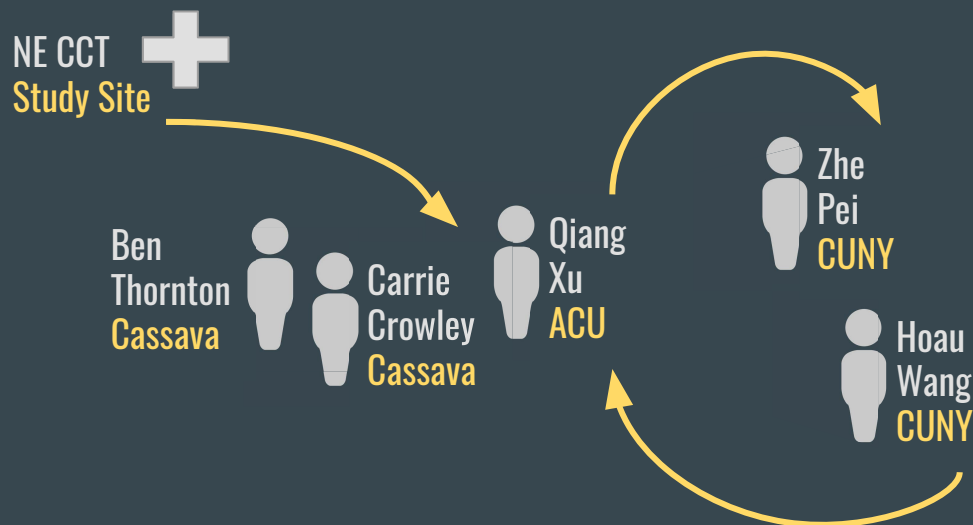 NE CCT
Study Site
Ben
Thornton
Cassava
Carrie
Crowley
Cassava
Qiang
Xu
ACU
Zhe
Pei
CUNY
Hoau
Wang
CUNY